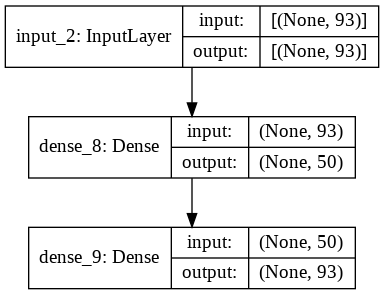 input_2: InputLayer
input:
[(None, 93)]
output:
[(None, 93)]
dense_8: Dense
input:
(None, 93)
output:
(None, 50)
dense_9: Dense
input:
(None, 50)
output:
(None, 93)